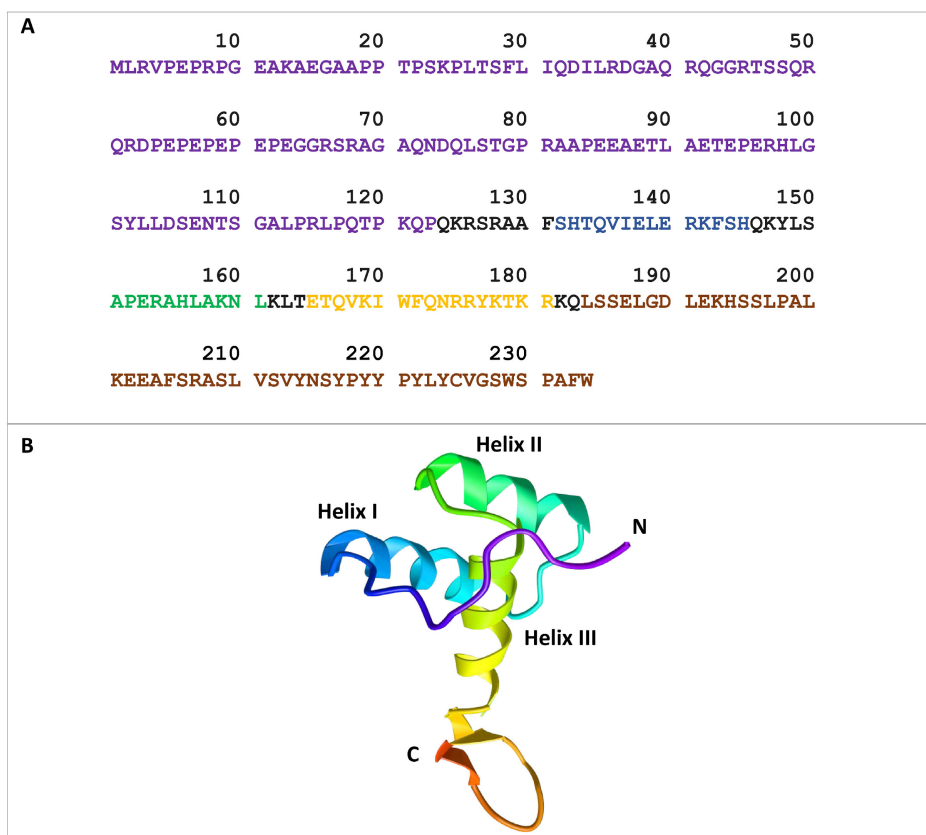 A
10 20 30 40 50
MLRVPEPRPG EAKAEGAAPP TPSKPLTSFL IQDILRDGAQ RQGGRTSSQR
60 70 80 90 100
QRDPEPEPEP EPEGGRSRAG AQNDQLSTGP RAAPEEAETL AETEPERHLG
110 120 130 140 150
SYLLDSENTS GALPRLPQTP KQPQKRSRAA FSHTQVIELE RKFSHQKYLS
160 170 180 190 200
APERAHLAKN LKLTETQVKI WFQNRRYKTK RKQLSSELGD LEKHSSLPAL
210 220 230
KEEAFSRASL VSVYNSYPYY PYLYCVGSWS PAFW
B
Helix II
Helix I
N
Helix III
C